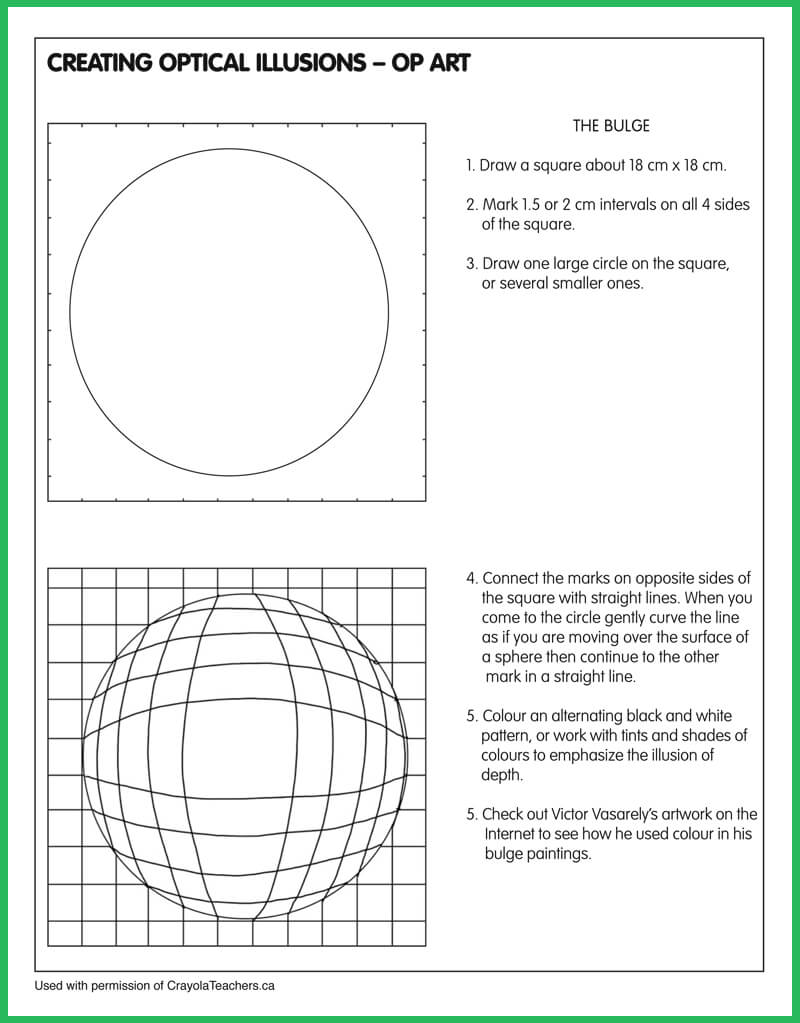 CREATING OPTICAL ILLUSIONS – OP ART
THE BULGE
1. Draw a square about 18 cm x 18 cm.
2. Mark 1.5 or 2 cm intervals on all 4 sides
of the square.
3. Draw one large circle on the square,
or several smaller ones.
4. Connect the marks on opposite sides of
the square with straight lines. When you
come to the circle gently curve the line
as if you are moving over the surface of
a sphere then continue to the other
mark in a straight line.
5. Colour an alternating black and white
pattern, or work with tints and shades of
colours to emphasize the illusion of
depth.
5. Check out Victor Vasarely's artwork on the
Internet to see how he used colour in his
bulge paintings.
Used with permission of CrayolaTeachers.ca